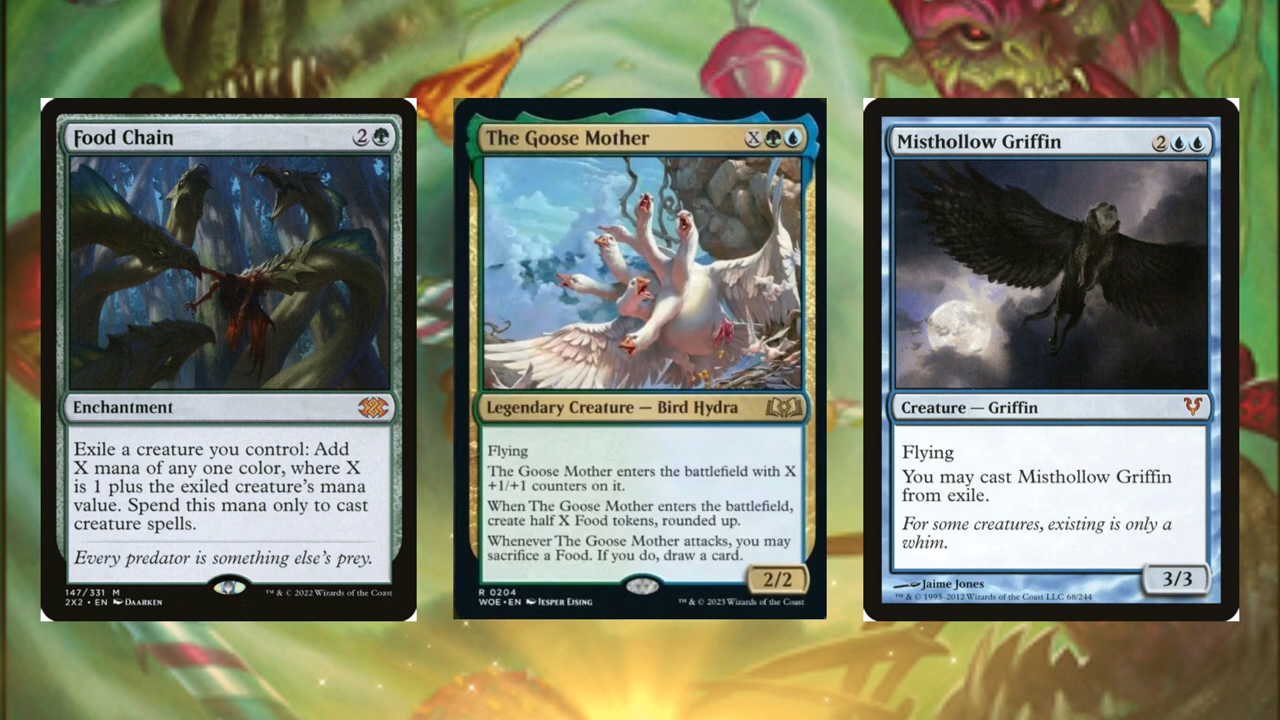 Food Chain 2
Enchantment
Exile a creature you control: Add
X mana of any one color, where X
is 1 plus the exiled creature's mana
value. Spend this mana only to cast
creature spells.
Every predator is something else's prey.
147/331 M
2X2 • EN DAARKEN
™ & © 2022 Wizards of the Coast
The Goose Mother X
Legendary Creature — Bird Hydra
Flying
The Goose Mother enters the battlefield with X
+1/+1 counters on it.
When The Goose Mother enters the battlefield,
create half X Food tokens, rounded up.
Whenever The Goose Mother attacks, you may
sacrifice a Food. If you do, draw a card.
2/2
R 0204
WOE • EN JESPER EJSING
™ & © 2023 Wizards of the Coast
Misthollow Griffin 2
Creature — Griffin
Flying
You may cast Misthollow Griffin
from exile.
For some creatures, existing is only a
whim.
3/3
Jaime Jones
™ & © 1993–2012 Wizards of the Coast LLC 68/244